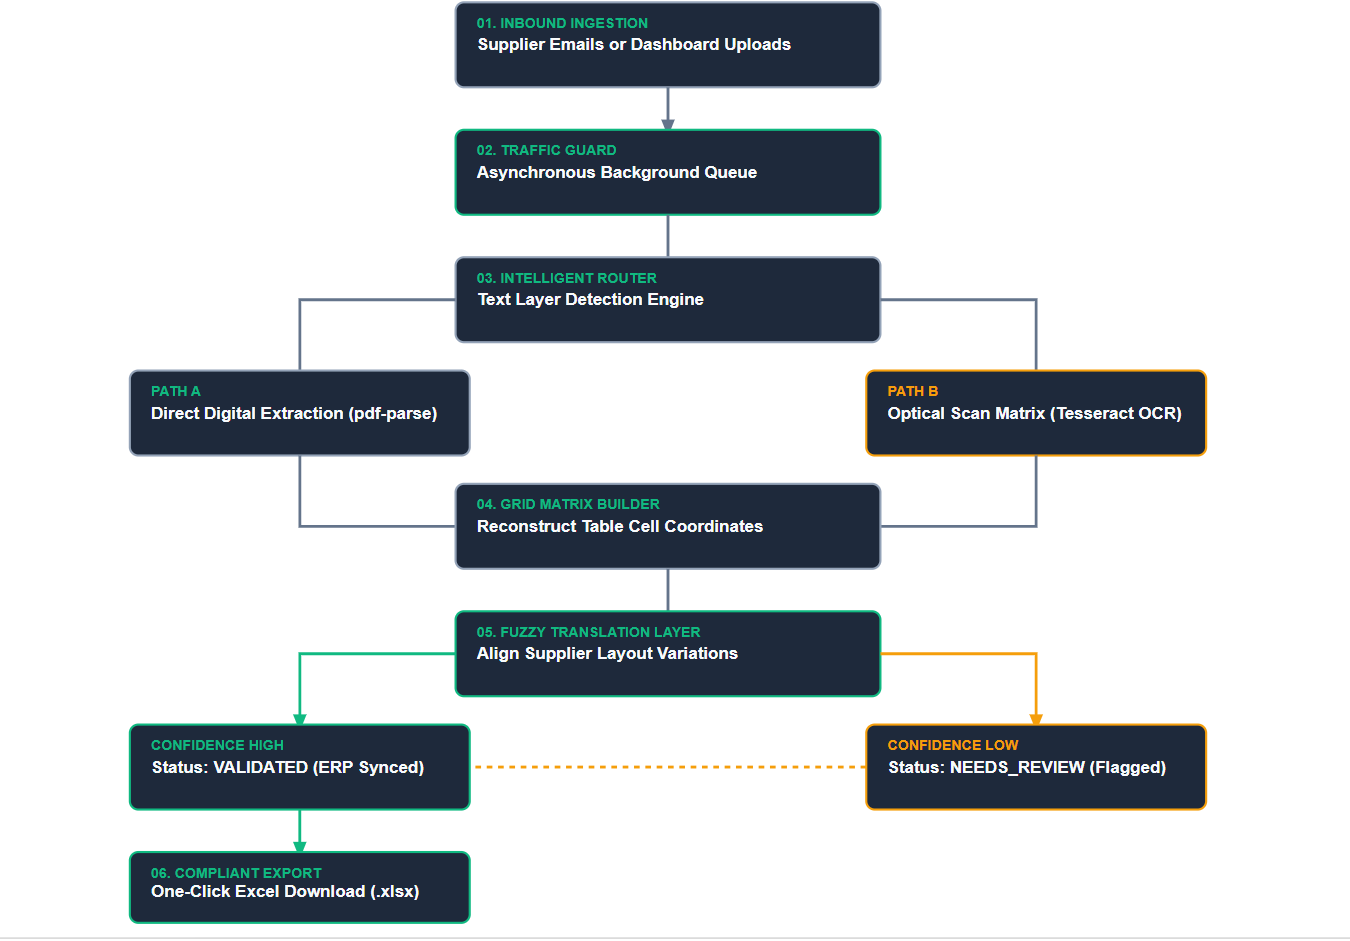 01. INBOUND INGESTION
Supplier Emails or Dashboard Uploads
02. TRAFFIC GUARD
Asynchronous Background Queue
03. INTELLIGENT ROUTER
Text Layer Detection Engine
PATH A
Direct Digital Extraction (pdf-parse)
PATH B
Optical Scan Matrix (Tesseract OCR)
04. GRID MATRIX BUILDER
Reconstruct Table Cell Coordinates
05. FUZZY TRANSLATION LAYER
Align Supplier Layout Variations
CONFIDENCE HIGH
Status: VALIDATED (ERP Synced)
CONFIDENCE LOW
Status: NEEDS_REVIEW (Flagged)
06. COMPLIANT EXPORT
One-Click Excel Download (.xlsx)